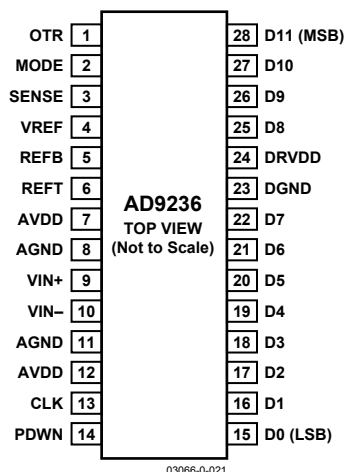 OTR 1 28 D11 (MSB)
MODE 2 27 D10
SENSE 3 26 D9
VREF 4 25 D8
REFB 5 24 DRVDD
REFT 6 23 DGND
AVDD 7 22 D7
AGND 8 21 D6
VIN+ 9 20 D5
VIN– 10 19 D4
AGND 11 18 D3
AVDD 12 17 D2
CLK 13 16 D1
PDWN 14 15 D0 (LSB)
AD9236
TOP VIEW
(Not to Scale)
03066-0-021